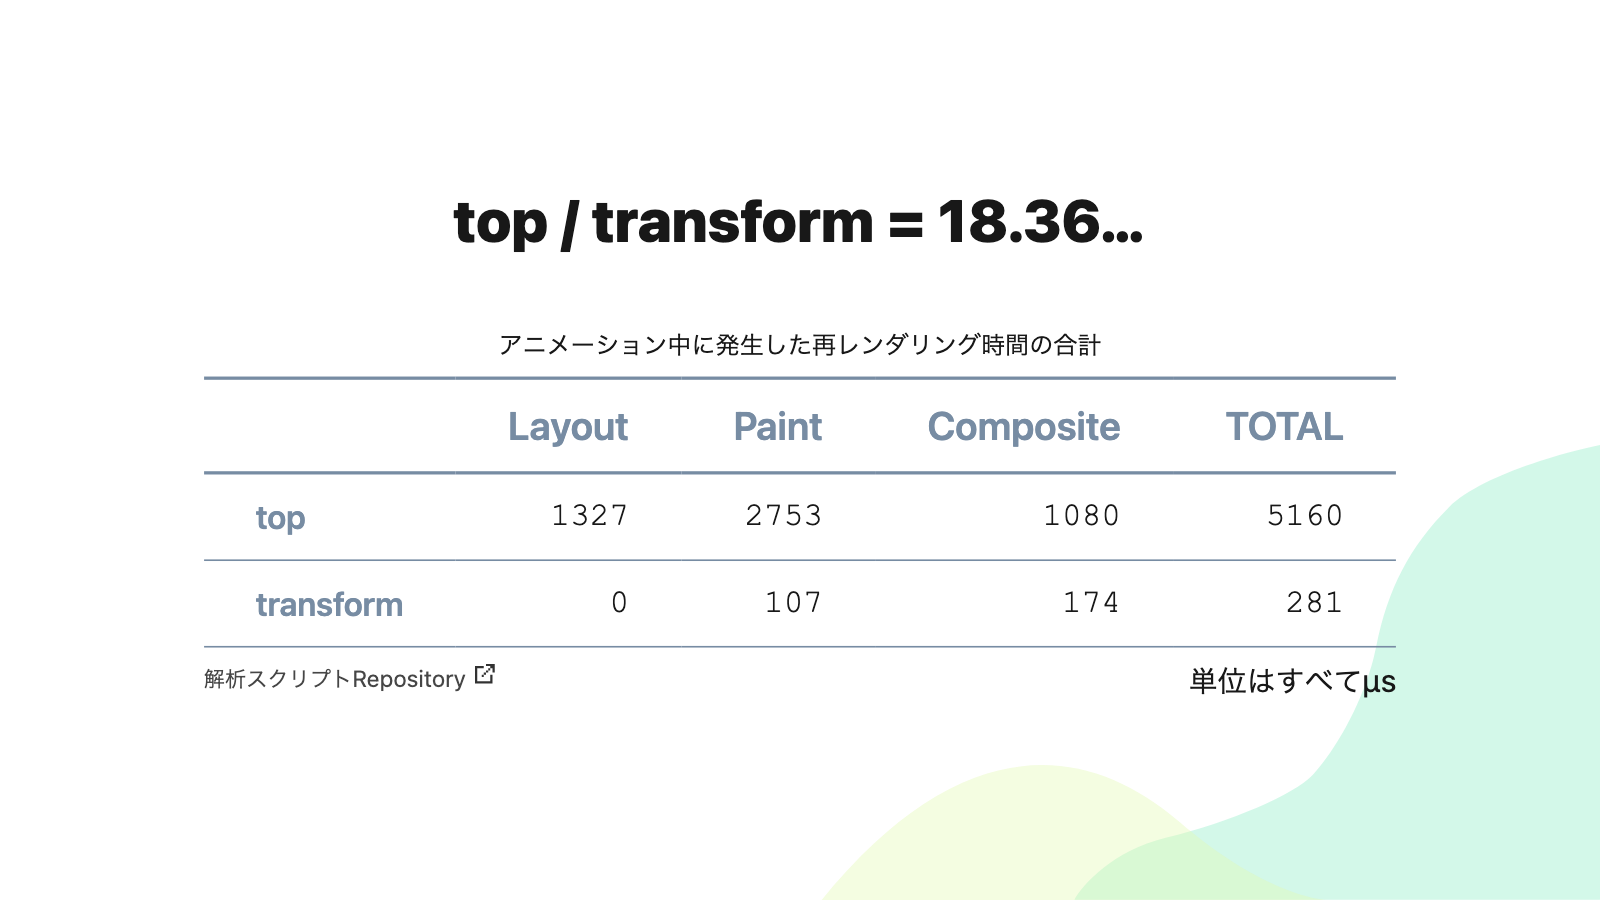 top / transform = 18.36…
アニメーション中に発生した再レンダリング時間の合計
Layout Paint Composite TOTAL
top 1327 2753 1080 5160
transform 0 107 174 281
解析スクリプトRepository 単位はすべてμs